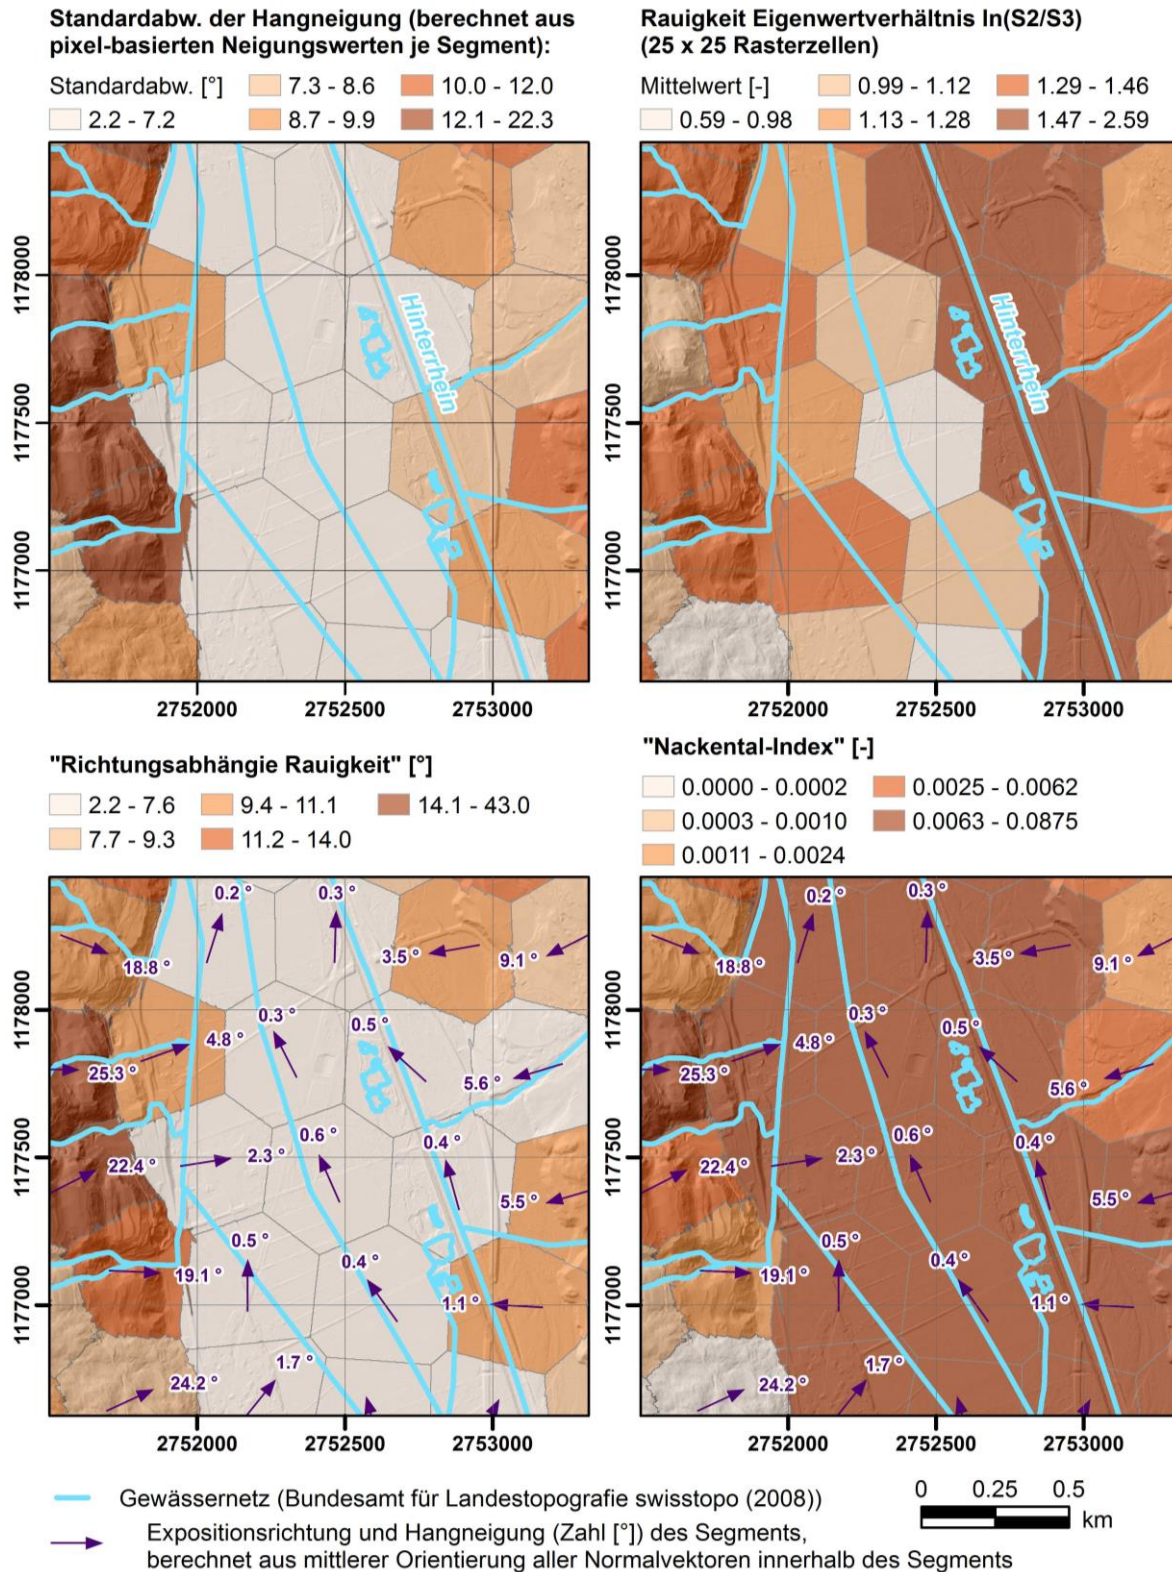 Standardabw. der Hangneigung (berechnet aus
pixel-basierten Neigungswerten je Segment):
Standardabw. [°]
2.2 - 7.2
7.3 - 8.6
8.7 - 9.9
10.0 - 12.0
12.1 - 22.3
Rauigkeit Eigenwertverhältnis ln(S2/S3)
(25 x 25 Rasterzellen)
Mittelwert [-]
0.59 - 0.98
0.99 - 1.12
1.13 - 1.28
1.29 - 1.46
1.47 - 2.59
1178000
1177500
1177000
Hinterrhein
2752000 2752500 2753000
1178000
1177500
1177000
Hinterrhein
2752000 2752500 2753000
"Richtungsabhängie Rauigkeit" [°]
2.2 - 7.6
7.7 - 9.3
9.4 - 11.1
11.2 - 14.0
14.1 - 43.0
"Nackental-Index" [-]
0.0000 - 0.0002
0.0003 - 0.0010
0.0011 - 0.0024
0.0025 - 0.0062
0.0063 - 0.0875
1178000
1177500
1177000
0.2 °
0.3 °
18.8 °
3.5 °
9.1 °
4.8 °
0.3 °
0.5 °
25.3 °
5.6 °
22.4 °
2.3 °
0.6 °
0.4 °
5.5 °
0.5 °
19.1 °
0.4 °
1.1 °
24.2 °
1.7 °
2752000 2752500 2753000
1178000
1177500
1177000
0.2 °
0.3 °
18.8 °
3.5 °
9.1 °
4.8 °
0.3 °
0.5 °
25.3 °
5.6 °
22.4 °
2.3 °
0.6 °
0.4 °
5.5 °
0.5 °
19.1 °
0.4 °
1.1 °
24.2 °
1.7 °
2752000 2752500 2753000
Gewässernetz (Bundesamt für Landestopografie swisstopo (2008))
Expositionsrichtung und Hangneigung (Zahl [°]) des Segments,
berechnet aus mittlerer Orientierung aller Normalvektoren innerhalb des Segments
0 0.25 0.5
km